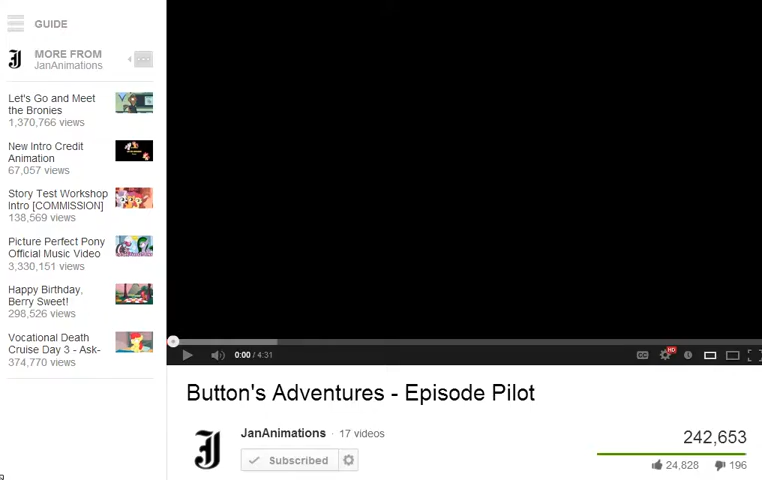 GUIDE
MORE FROM
JanAnimations
Let's Go and Meet
the Bronies
1,370,766 views
New Intro Credit
Animation
67,057 views
Story Test Workshop
Intro [COMMISSION]
138,569 views
Picture Perfect Pony
Official Music Video
3,330,151 views
Happy Birthday,
Berry Sweet!
298,526 views
Vocational Death
Cruise Day 3 - Ask-
374,770 views
0:00 / 4:31
CC
HD
Button's Adventures - Episode Pilot
JanAnimations · 17 videos
Subscribed
242,653
24,828 196